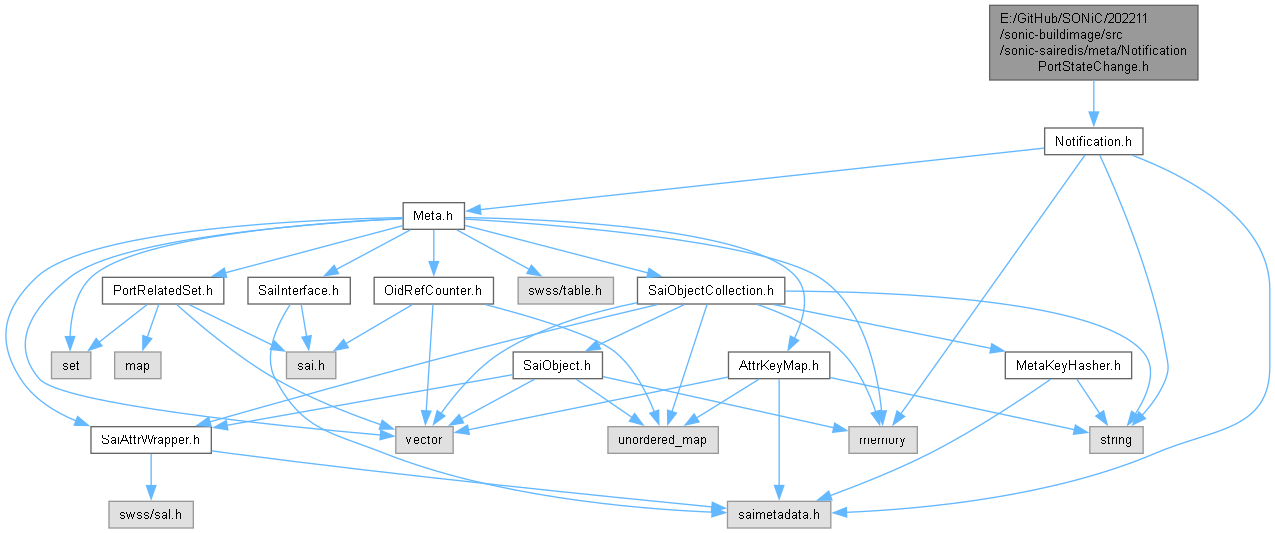 E:/GitHub/SONiC/202211
/sonic-buildimage/src
/sonic-sairedis/meta/Notification
PortStateChange.h
Notification.h
Meta.h
PortRelatedSet.h
SaiInterface.h
OidRefCounter.h
swss/table.h
SaiObjectCollection.h
set
map
sai.h
SaiObject.h
AttrKeyMap.h
MetaKeyHasher.h
SaiAttrWrapper.h
vector
unordered_map
memory
string
swss/sal.h
saimetadata.h